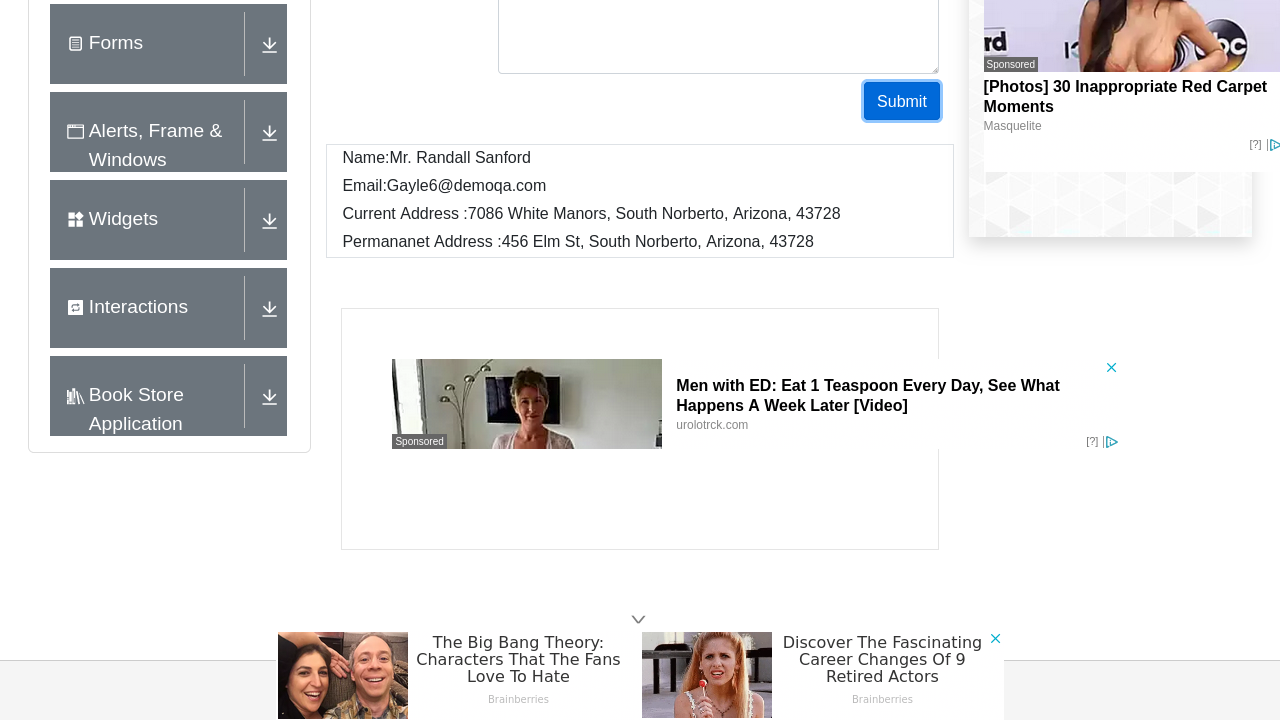 Forms
Alerts, Frame &
Windows
Widgets
Interactions
Book Store
Application
Submit
Name:Mr. Randall Sanford
Email:Gayle6@demoqa.com
Current Address :7086 White Manors, South Norberto, Arizona, 43728
Permananet Address :456 Elm St, South Norberto, Arizona, 43728
abc
Sponsored
[Photos] 30 Inappropriate Red Carpet
Moments
Masquelite
[?]
Sponsored
Men with ED: Eat 1 Teaspoon Every Day, See What
Happens A Week Later [Video]
urolotrck.com
[?]
The Big Bang Theory:
Characters That The Fans
Love To Hate
Brainberries
Discover The Fascinating
Career Changes Of 9
Retired Actors
Brainberries